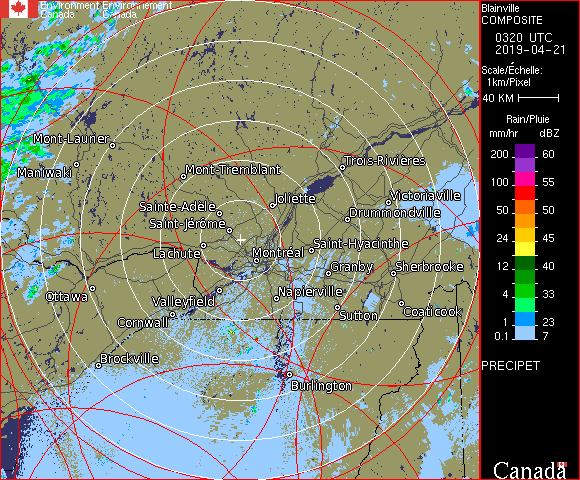 Environment Environnement
Canada Canada
Blainville
COMPOSITE
0320 UTC
2019-04-21
Scale/Échelle:
1km/Pixel
40 KM
Rain/Pluie
mm/hr dBZ
200 60
100 55
50 50
24 45
12 40
4 33
1 23
0.1 7
PRECIPET
Canada
Mont-Laurier
Maniwaki
Mont-Tremblant
Trois-Rivières
Joliette
Victoriaville
Sainte-Adèle
Drummondville
Saint-Jérôme
Saint-Hyacinthe
Lachute
Montréal
Granby
Sherbrooke
Ottawa
Valleyfield
Napierville
Cornwall
Sutton
Coaticook
Brockville
Burlington